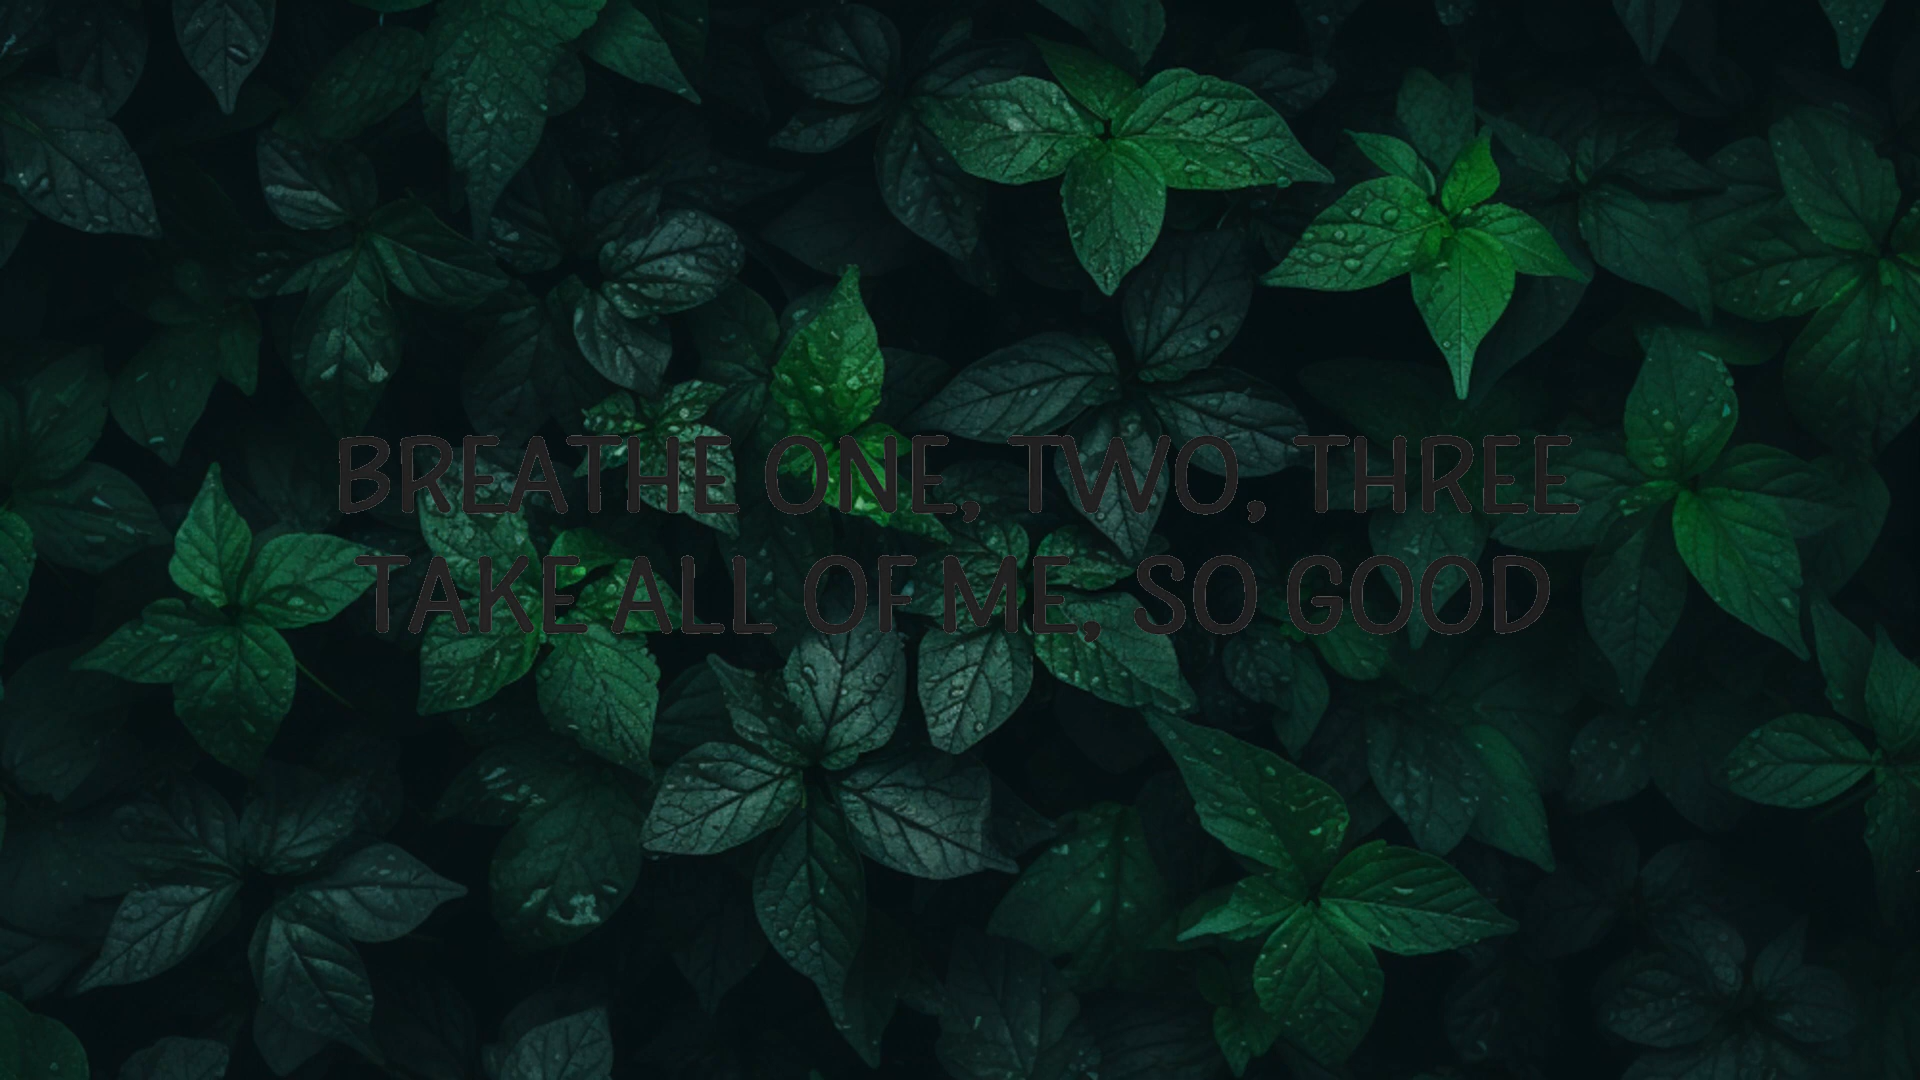 BREATHE ONE, TWO, THREE
TAKE ALL OF ME, SO GOOD